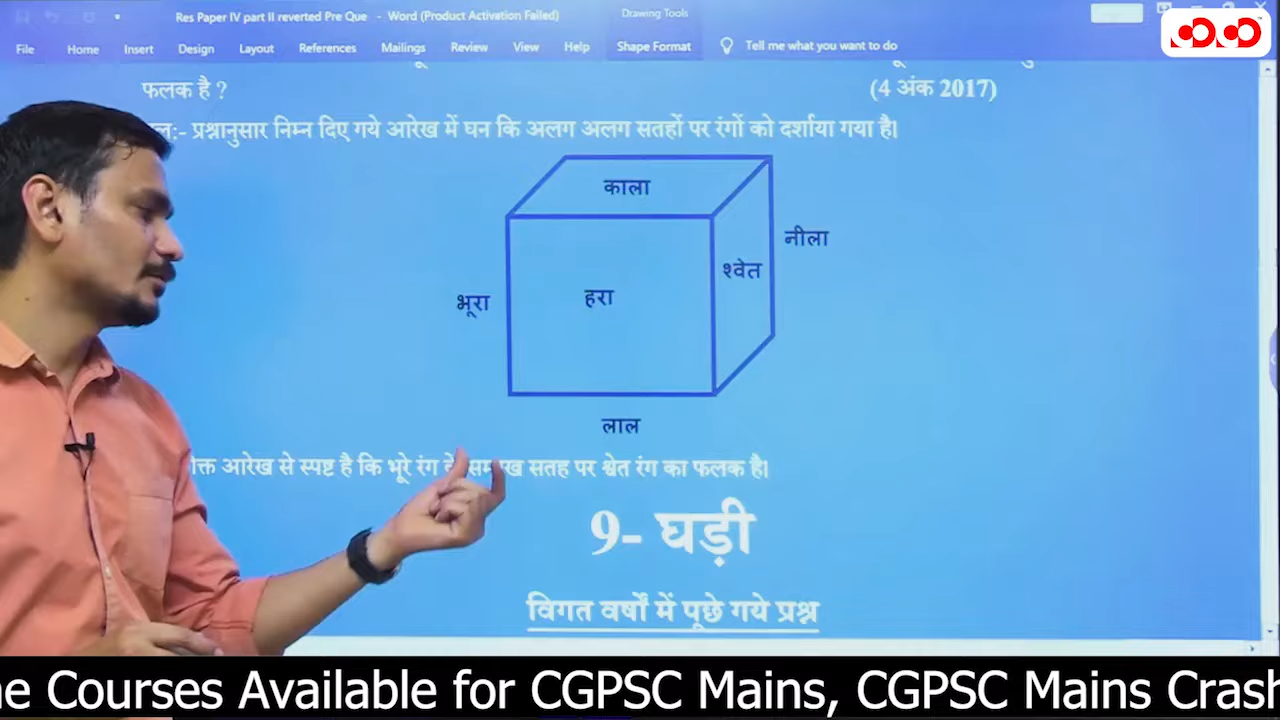 Res Paper IV part II reverted Pre Que - Word (Product Activation Failed)
Drawing Tools
File Home Insert Design Layout References Mailings Review View Help Shape Format Tell me what you want to do
फलक है ?
(4 अंक 2017)
:- प्रश्नानुसार निम्न दिए गये आरेख में घन कि अलग अलग सतहों पर रंगों को दर्शाया गया है।
काला
नीला
श्वेत
भूरा
हरा
लाल
आरेख से स्पष्ट है कि भूरे रंग सतह पर श्वेत रंग का फलक है।
9- घड़ी
विगत वर्षों में पूछे गये प्रश्न
Courses Available for CGPSC Mains, CGPSC Mains Crash